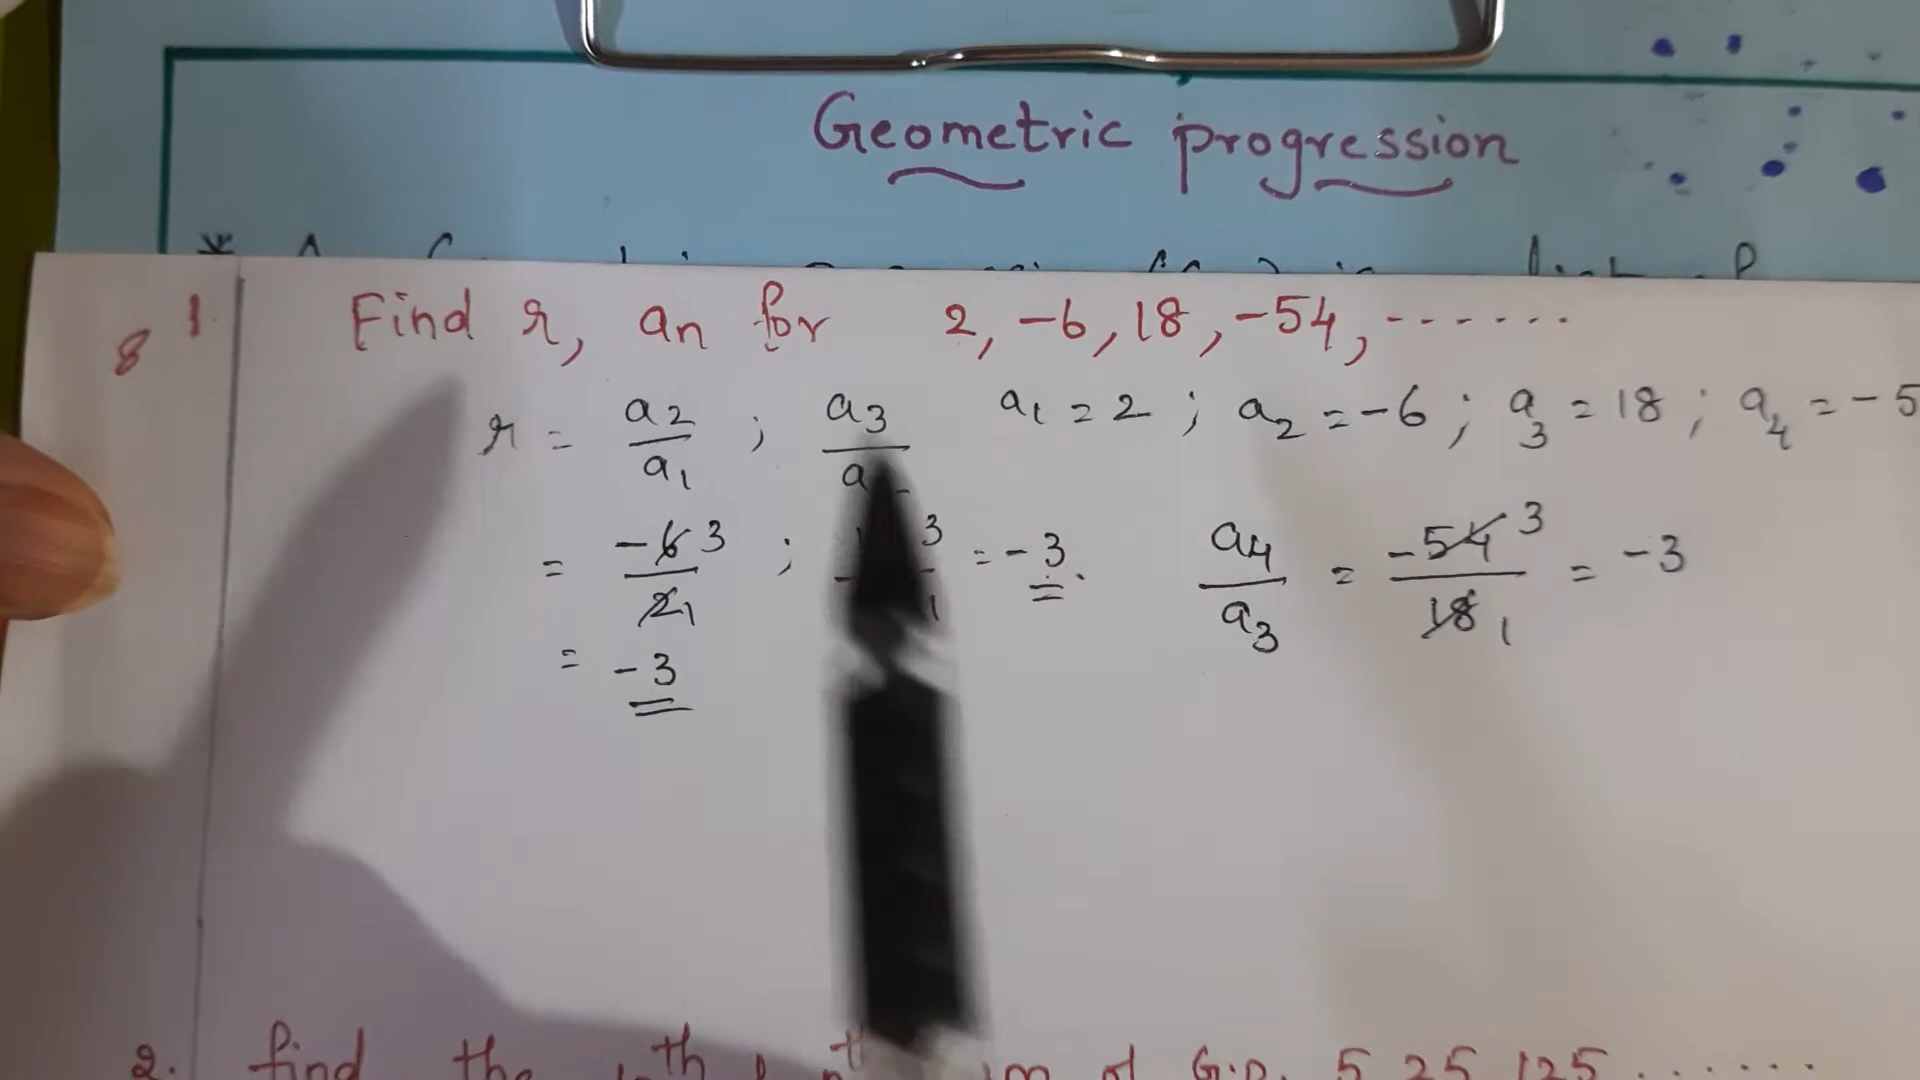 Geometric progression
8 1 Find r, an for 2, -6, 18, -54, - - - - - . .
r = a2/a1 ; a3/a a1 = 2 ; a2 = -6 ; a3 = 18 ; a4 = -5
= -6 3/2 1 ; 3/1 = -3. a4/a3 = -54 3/18 1 = -3
= -3
2. find the th G.P. 5 25 125 . . . . . .